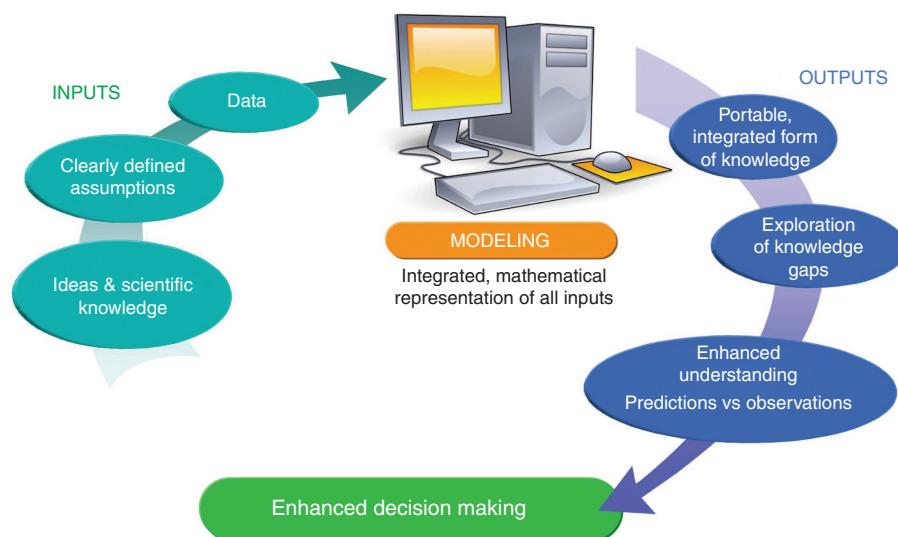 INPUTS
Data
Clearly defined
assumptions
Ideas & scientific
knowledge
MODELING
Integrated, mathematical
representation of all inputs
OUTPUTS
Portable,
integrated form
of knowledge
Exploration
of knowledge
gaps
Enhanced
understanding
Predictions vs observations
Enhanced decision making